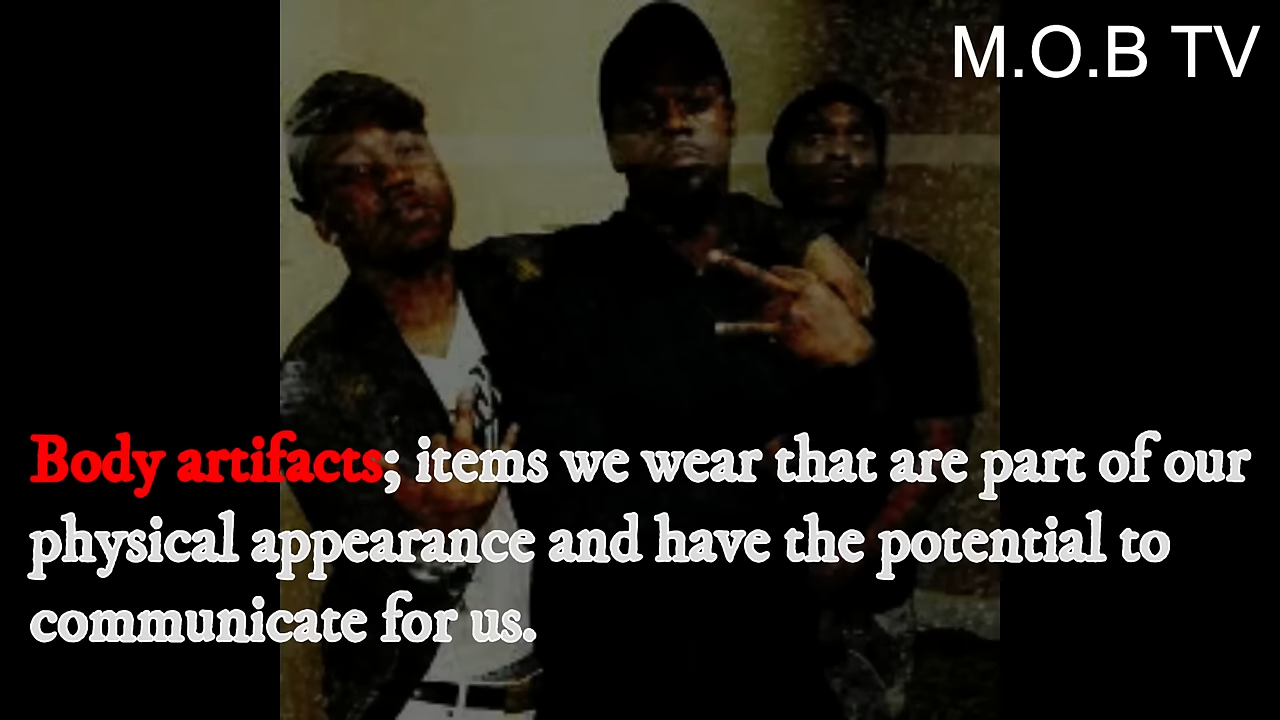 M.O.B TV
Body artifacts; items we wear that are part of our
physical appearance and have the potential to
communicate for us.